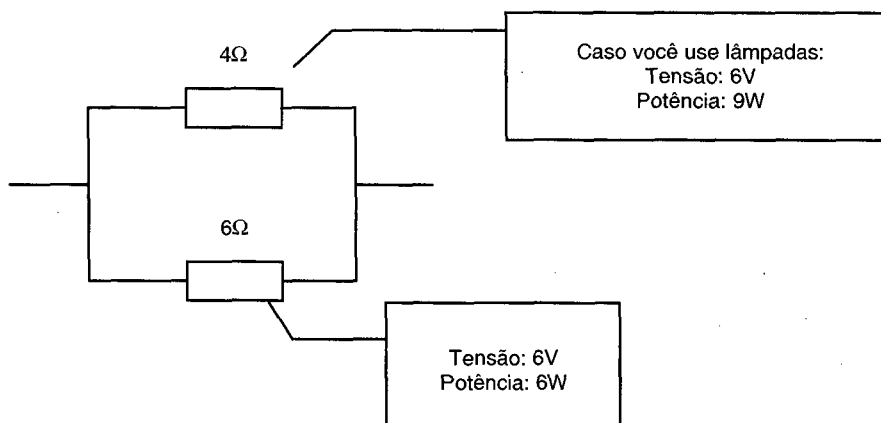 4Ω
Caso você use lâmpadas:
Tensão: 6V
Potência: 9W
6Ω
Tensão: 6V
Potência: 6W